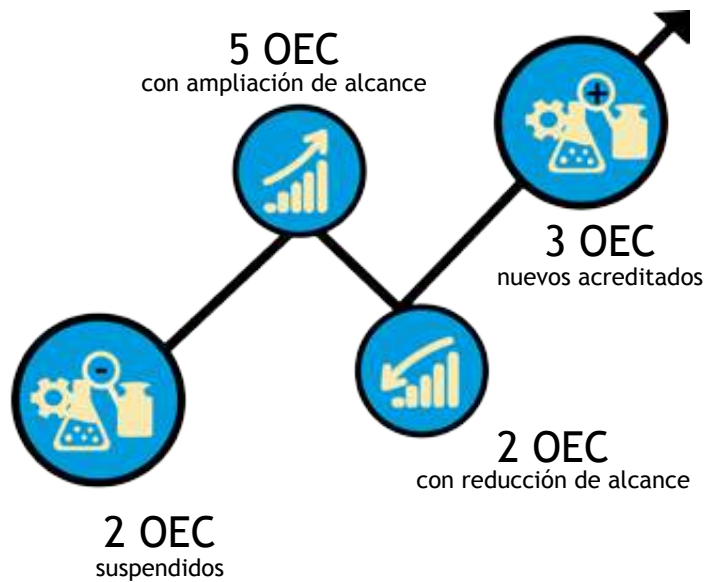 5 OEC
con ampliación de alcance
3 OEC
nuevos acreditados
2 OEC
con reducción de alcance
2 OEC
suspendidos